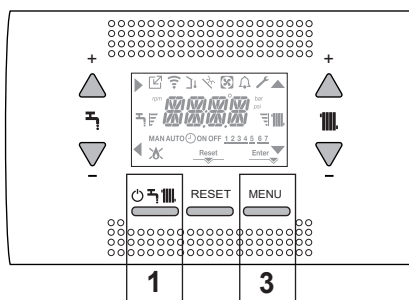 + +
rpm bar
psi
MAN AUTO ON OFF 1 2 3 4 5 6 7
Reset Enter
- -
RESET MENU
1 3